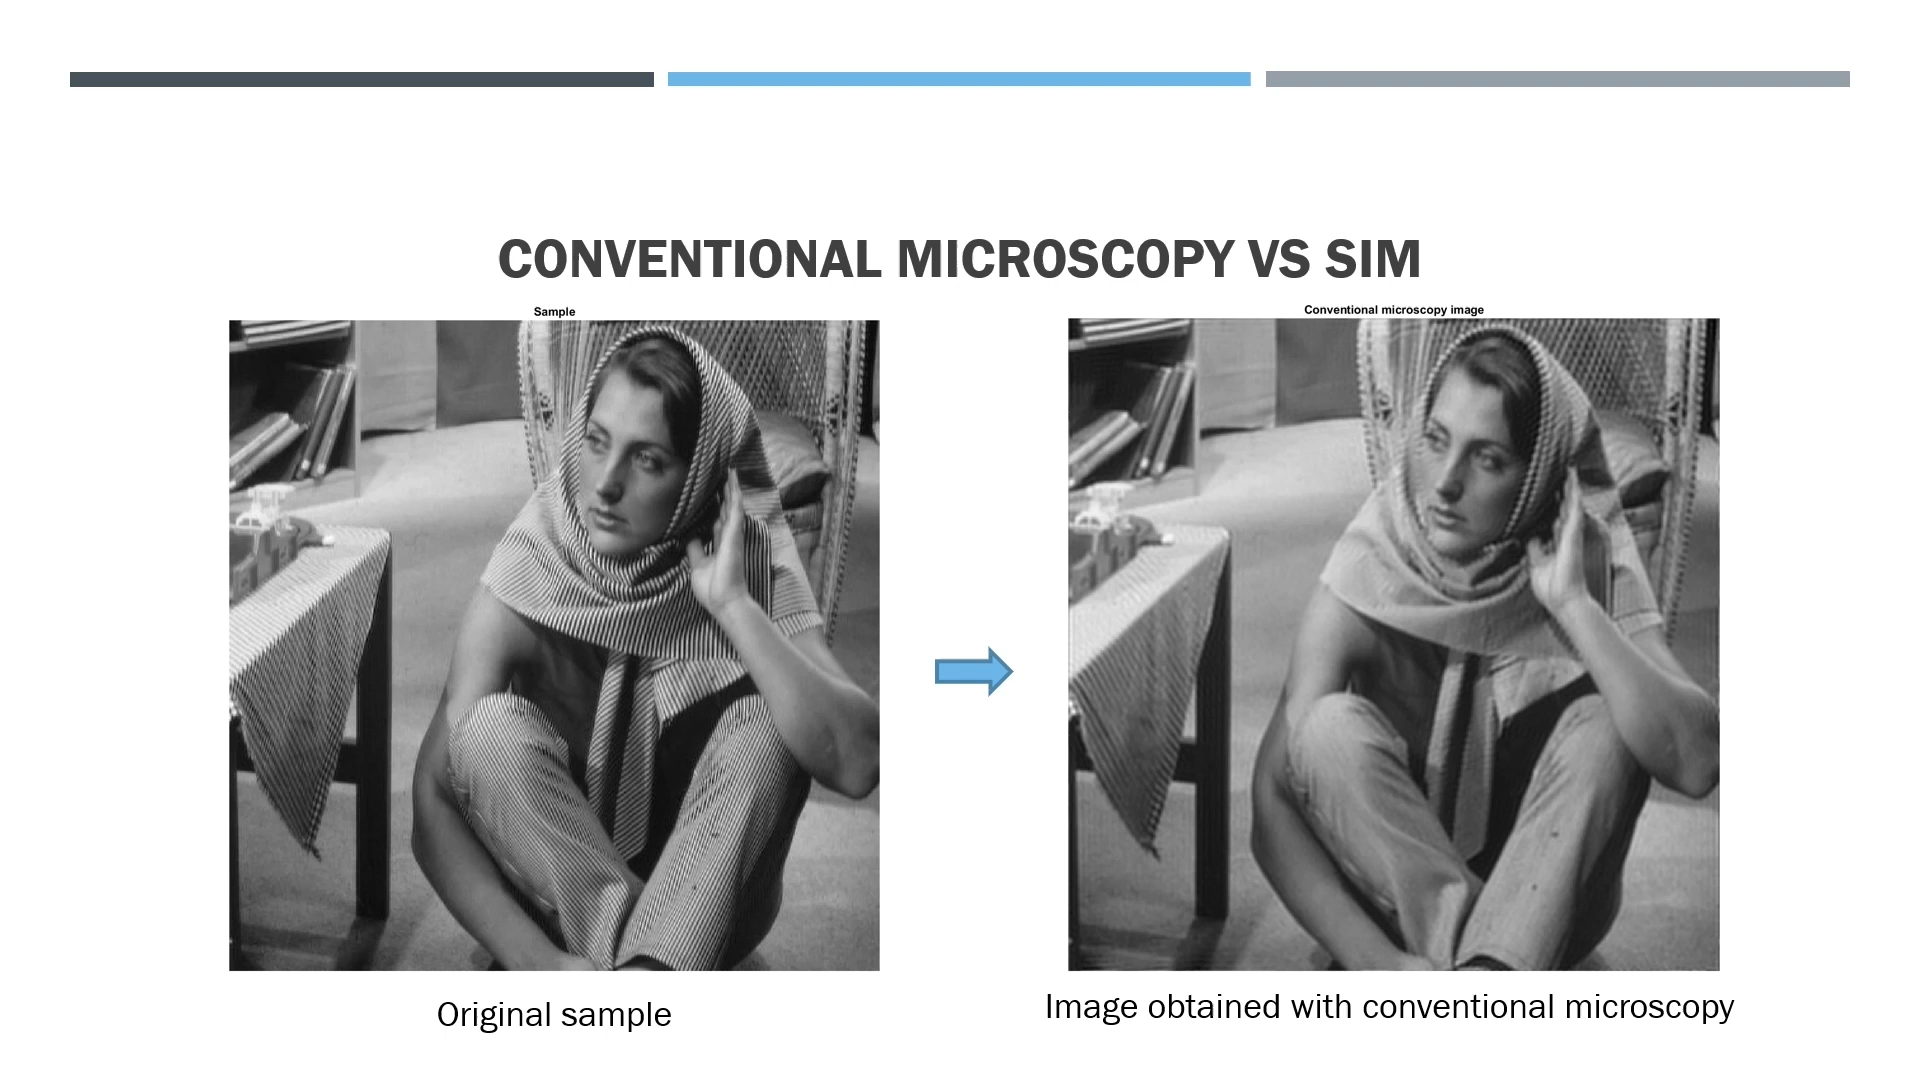 CONVENTIONAL MICROSCOPY VS SIM
Sample
Conventional microscopy image
Original sample
Image obtained with conventional microscopy